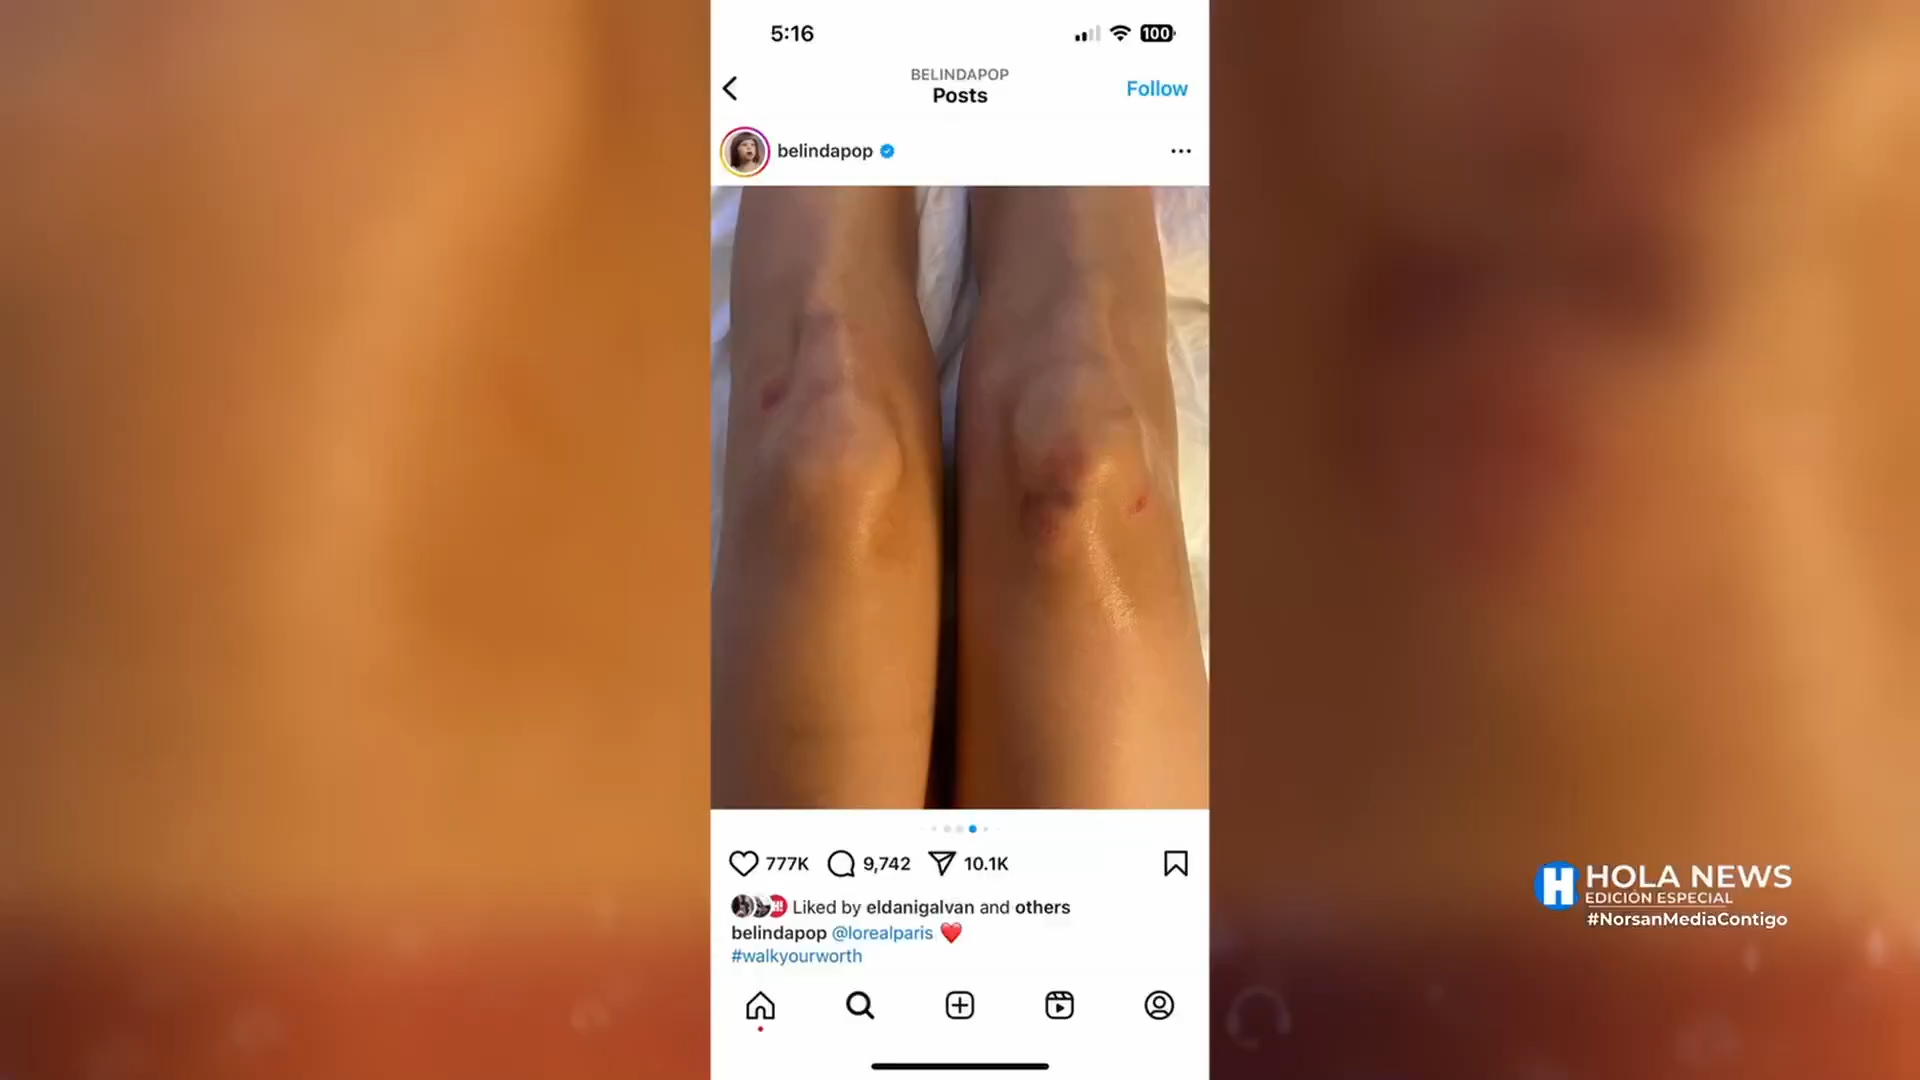 5:16
100
BELINDAPOP
Posts
Follow
belindapop
777K
9,742
10.1K
H!
Liked by eldanigalvan and others
belindapop @lorealparis ❤️
#walkyourworth
H HOLA NEWS
EDICIÓN ESPECIAL
#NorsanMediaContigo